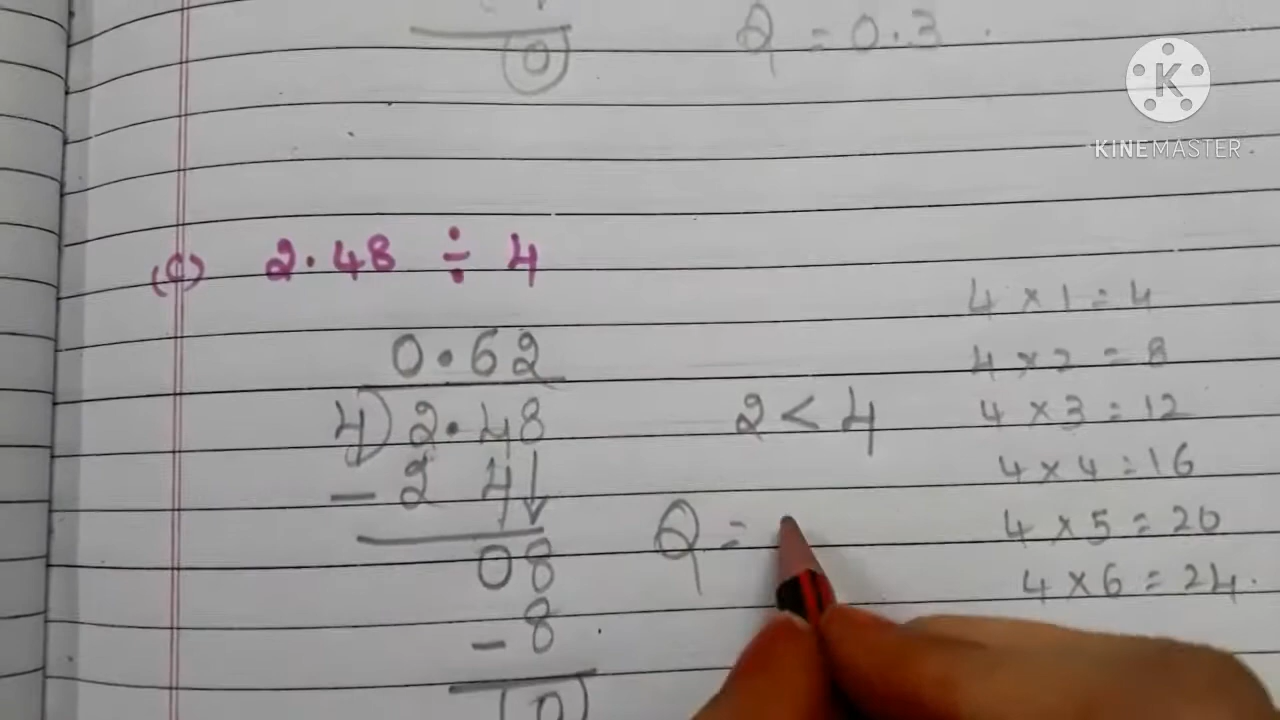 0 Q = 0.3.
K
KINEMASTER
(c) 2.48 ÷ 4
0.62
4)2.48
- 2 4↓
08
- 8
0
2 < 4
Q =
4 × 1 = 4
4 × 2 = 8
4 × 3 = 12
4 × 4 = 16
4 × 5 = 20
4 × 6 = 24.